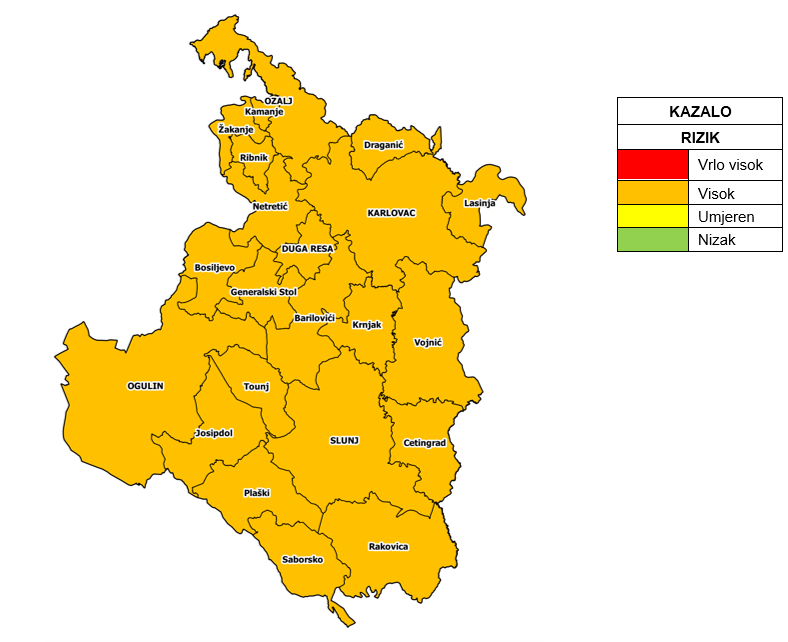 OZALJ
Kamanje
Žakanje
Ribnik
Draganić
Netretić
KARLOVAC
Lasinja
DUGA RESA
Bosiljevo
Generalski Stol
Barilovići
Krnjak
Vojnić
OGULIN
Tounj
Josipdol
SLUNJ
Cetingrad
Plaški
Rakovica
Saborsko
KAZALO
RIZIK
Vrlo visok
Visok
Umjeren
Nizak